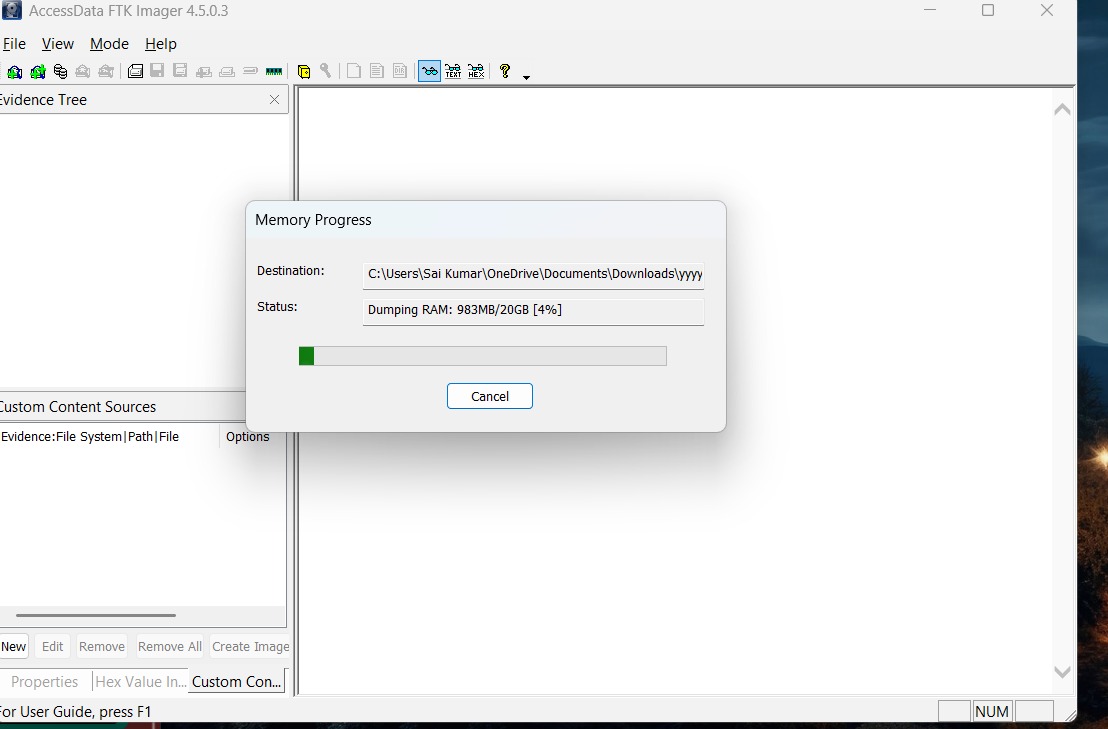 AccessData FTK Imager 4.5.0.3
File View Mode Help
TEXT HEX
Evidence Tree
Memory Progress
Destination: C:\Users\Sai Kumar\OneDrive\Documents\Downloads\yyyy
Status: Dumping RAM: 983MB/20GB [4%]
Cancel
Custom Content Sources
Evidence:File System|Path|File Options
New Edit Remove Remove All Create Image
Properties Hex Value In... Custom Con...
For User Guide, press F1 NUM